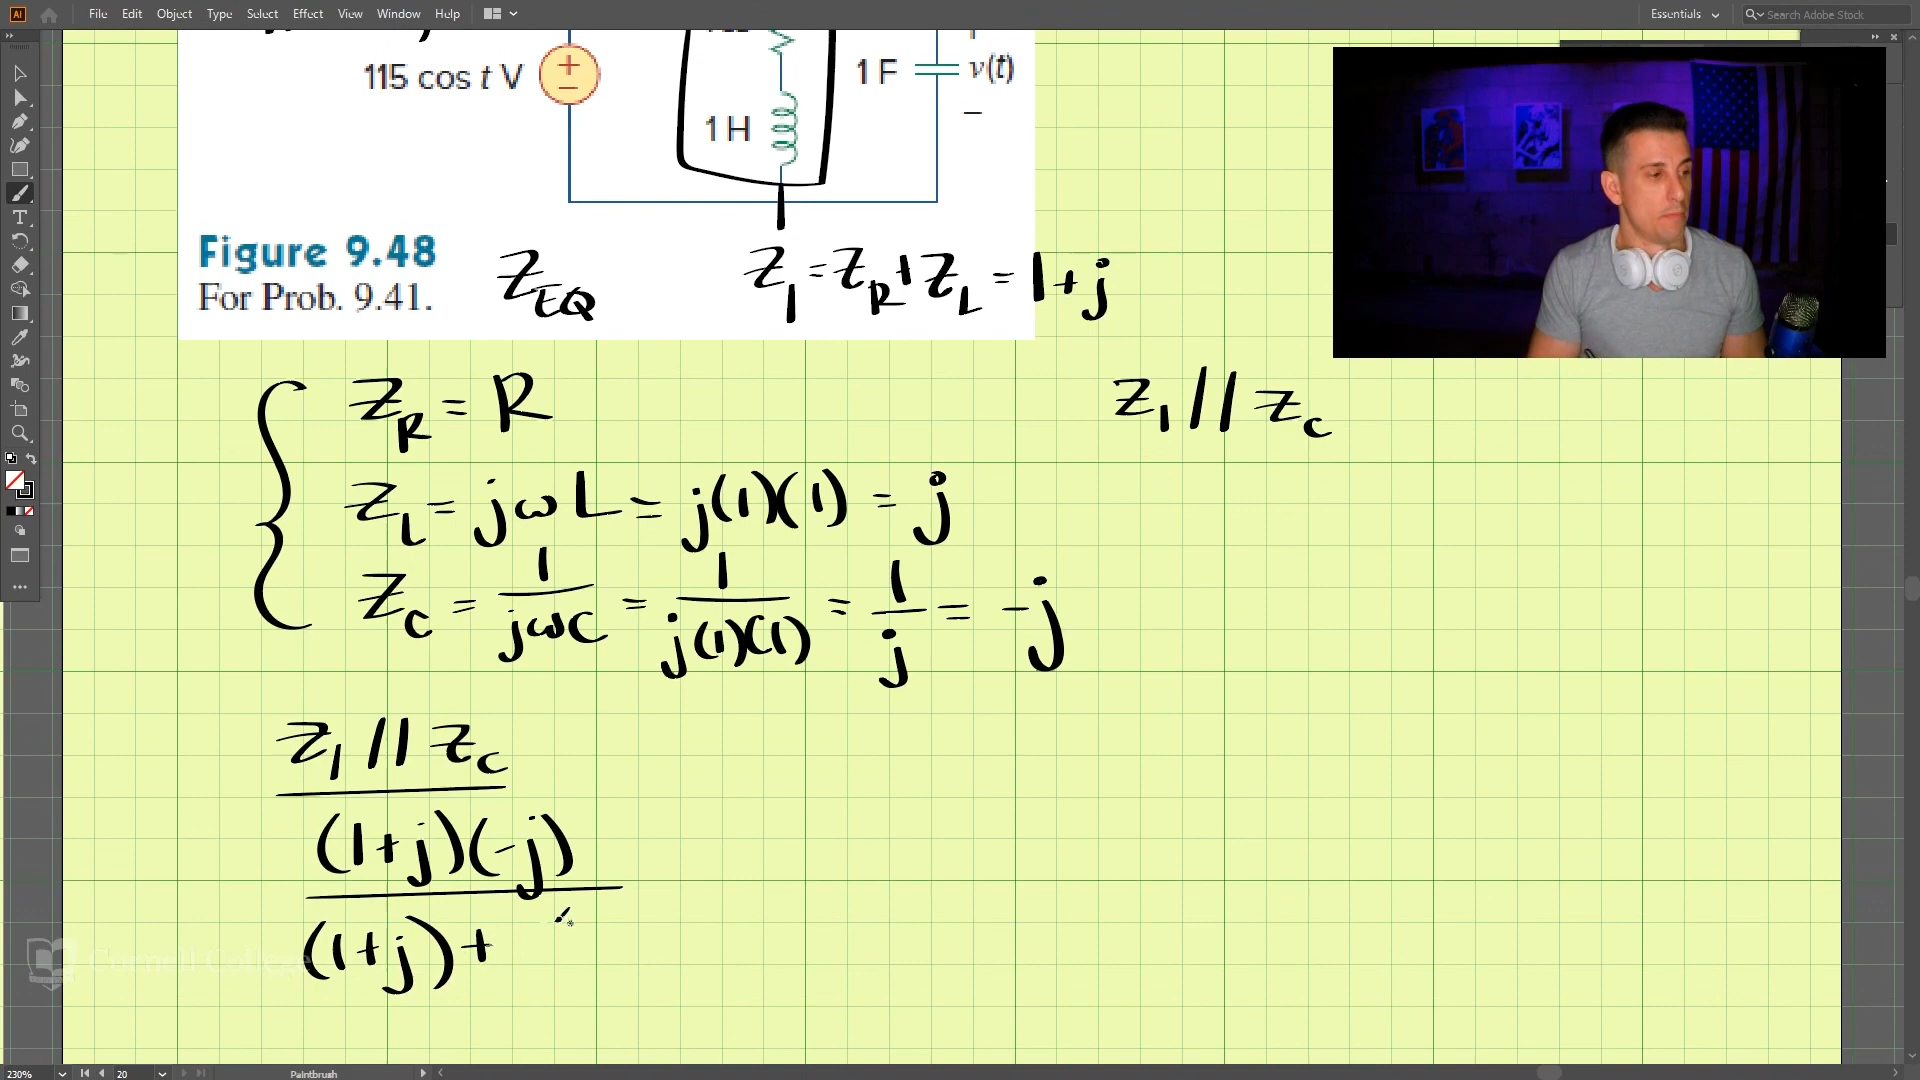 File Edit Object Type Select Effect View Window Help Essentials Search Adobe Stock
115 cos t V
+
−
1 F
v(t)
−
1 H
Figure 9.48
For Prob. 9.41.
Z_EQ
Z_1 = Z_R + Z_L = 1 + j
Z_R = R
Z_1 // Z_C
Z_L = jωL = j(1)(1) = j
Z_C = 1/jωC = 1/j(1)(1) = 1/j = -j
Z_1 // Z_C
(1+j)(-j)
(1+j) +
Cornell College
230% 20 Paintbrush